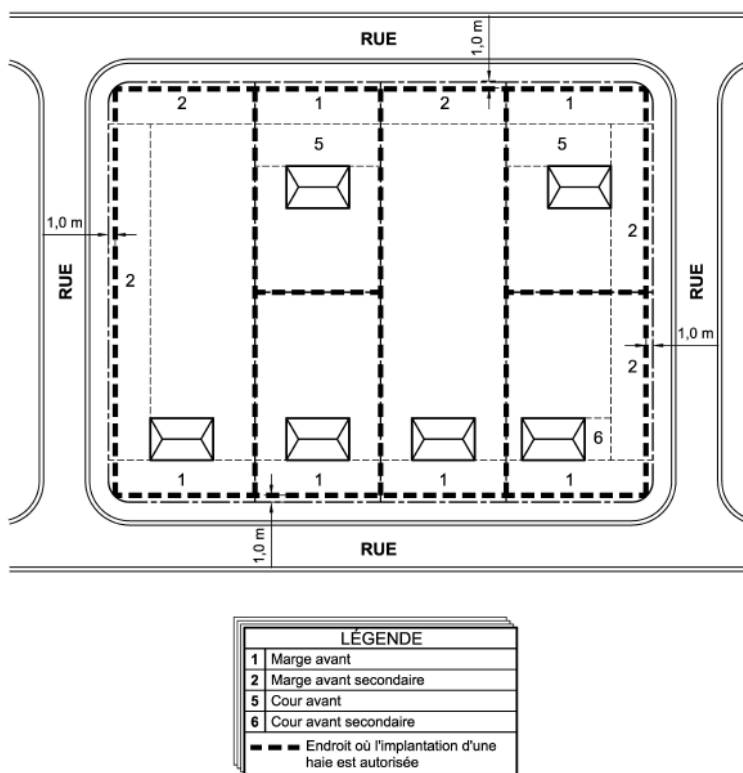 RUE
1,0 m
2 1 2 1
5 5
1,0 m
2
RUE
2
RUE
1,0 m
2
6
1 1 1 1
1,0 m
RUE
LÉGENDE
1 Marge avant
2 Marge avant secondaire
5 Cour avant
6 Cour avant secondaire
Endroit où l'implantation d'une
haie est autorisée